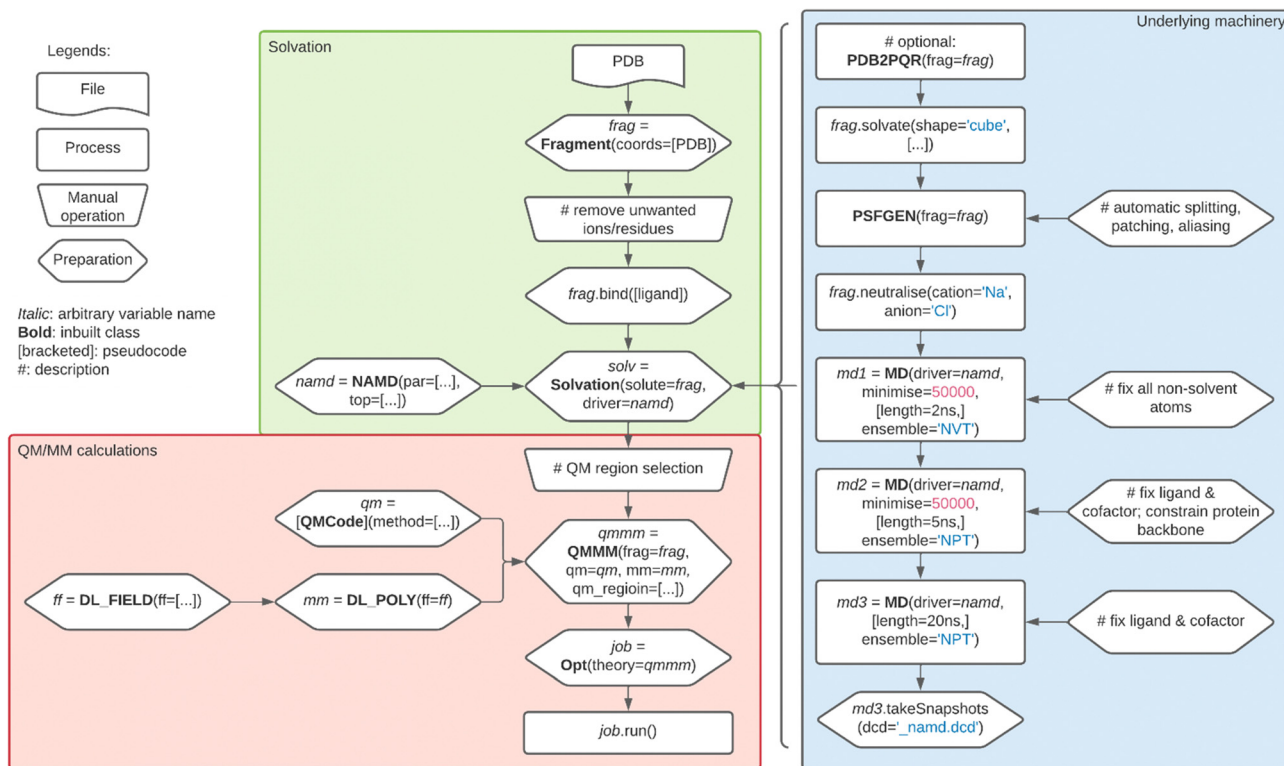 Legends:
File
Process
Manual
operation
Preparation
Italic: arbitrary variable name
Bold: inbuilt class
[bracketed]: pseudocode
#: description
Solvation
PDB
frag =
Fragment(coords=[PDB])
# remove unwanted
ions/residues
frag.bind([ligand])
namd = NAMD(par=[...],
top=[...])
solv =
Solvation(solute=frag,
driver=namd)
QM/MM calculations
# QM region selection
qm =
[QMCode](method=[...])
ff = DL_FIELD(ff=[...])
mm = DL_POLY(ff=ff)
qmmm =
QMMM(frag=frag,
qm=qm, mm=mm,
qm_regioin=[...])
job =
Opt(theory=qmmm)
job.run()
Underlying machinery
# optional:
PDB2PQR(frag=frag)
frag.solvate(shape='cube',
[...])
PSFGEN(frag=frag)
# automatic splitting,
patching, aliasing
frag.neutralise(cation='Na',
anion='Cl')
md1 = MD(driver=namd,
minimise=50000,
[length=2ns,]
ensemble='NVT')
# fix all non-solvent
atoms
md2 = MD(driver=namd,
minimise=50000,
[length=5ns,]
ensemble='NPT')
# fix ligand &
cofactor; constrain protein
backbone
md3 = MD(driver=namd,
[length=20ns,]
ensemble='NPT')
# fix ligand & cofactor
md3.takeSnapshots
(dcd='_namd.dcd')